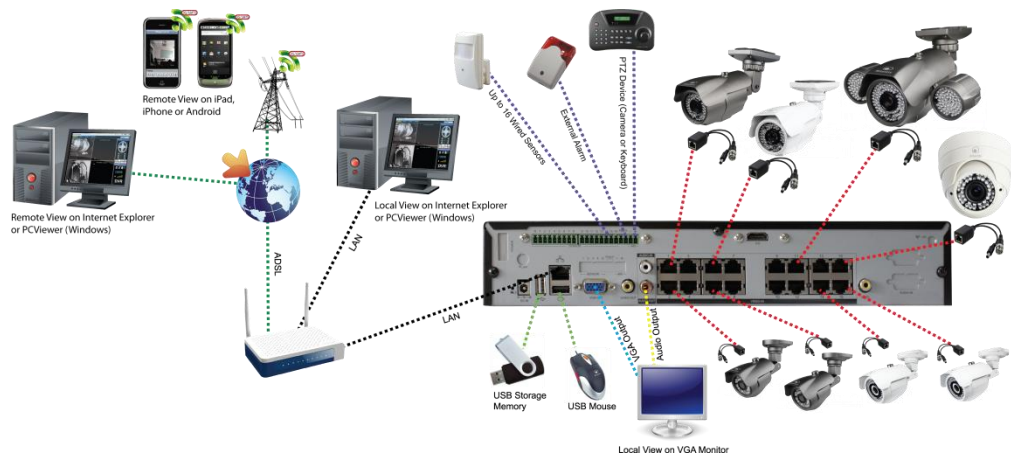 Remote View on iPad,
iPhone or Android
Remote View on Internet Explorer
or PCViewer (Windows)
Local View on Internet Explorer
or PCViewer (Windows)
ADSL
LAN
LAN
Up to 16 Wired Sensors
External Alarm
PTZ Device (Camera or
Keyboard)
VGA Output
Audio Output
USB Storage
Memory
USB Mouse
Local View on VGA Monitor